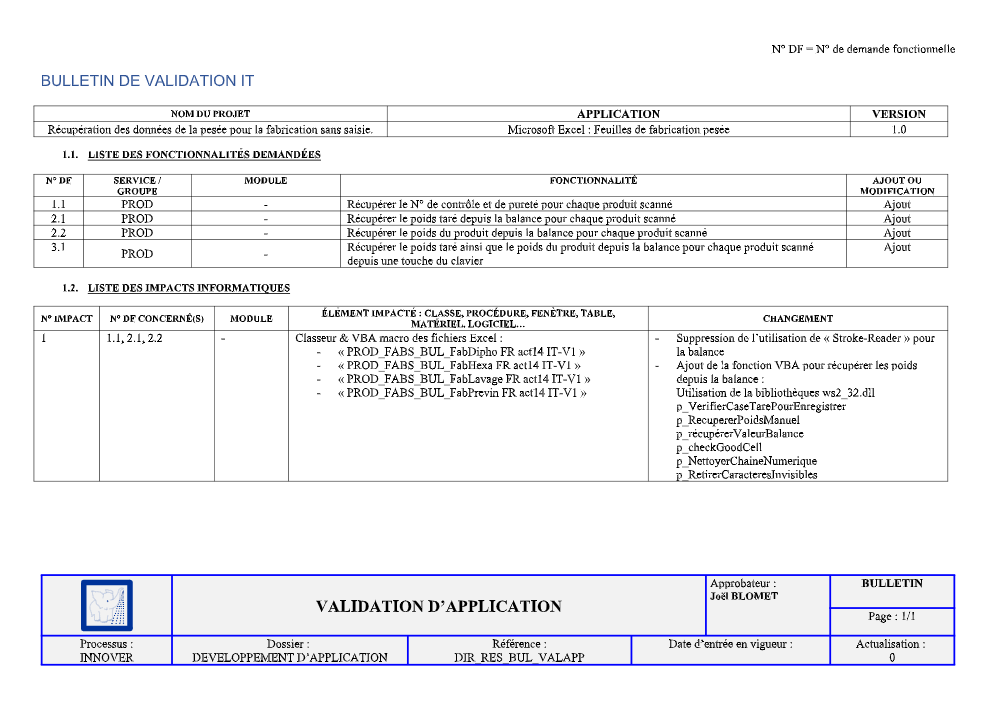 N° DF = N° de demande fonctionnelle
BULLETIN DE VALIDATION IT
NOM DU PROJET APPLICATION VERSION
Récupération des données de la pesée pour la fabrication sans saisie. Microsoft Excel : Feuilles de fabrication pesée 1.0
1.1. LISTE DES FONCTIONNALITÉS DEMANDÉES
N° DF SERVICE / GROUPE MODULE FONCTIONNALITÉ AJOUT OU MODIFICATION
1.1 PROD - Récupérer le N° de contrôle et de pureté pour chaque produit scanné Ajout
2.1 PROD - Récupérer le poids taré depuis la balance pour chaque produit scanné Ajout
2.2 PROD - Récupérer le poids du produit depuis la balance pour chaque produit scanné Ajout
3.1 PROD - Récupérer le poids taré ainsi que le poids du produit depuis la balance pour chaque produit scanné Ajout
depuis une touche du clavier
1.2. LISTE DES IMPACTS INFORMATIQUES
N° IMPACT N° DF CONCERNÉ(S) MODULE ÉLÉMENT IMPACTÉ : CLASSE, PROCÉDURE, FENÊTRE, TABLE, MATÉRIEL, LOGICIEL… CHANGEMENT
1 1.1, 2.1, 2.2 - Classeur & VBA macro des fichiers Excel :
- « PROD_FABS_BUL_FabDipho FR act14 IT-V1 »
- « PROD_FABS_BUL_FabHexa FR act14 IT-V1 »
- « PROD_FABS_BUL_FabLavage FR act14 IT-V1 »
- « PROD_FABS_BUL_FabPrevin FR act14 IT-V1 »
- Suppression de l'utilisation de « Stroke-Reader » pour
la balance
- Ajout de la fonction VBA pour récupérer les poids
depuis la balance :
Utilisation de la bibliothèques ws2_32.dll
p_VerifierCaseTarePourEnregistrer
p_RecupererPoidsManuel
p_récupérerValeurBalance
p_checkGoodCell
p_NettoyerChaineNumerique
p_RetirerCaracteresInvisibles
VALIDATION D'APPLICATION
Approbateur :
Joël BLOMET
BULLETIN
Page : 1/1
Processus :
INNOVER
Dossier :
DEVELOPPEMENT D'APPLICATION
Référence :
DIR_RES_BUL_VALAPP
Date d'entrée en vigueur :
Actualisation :
0